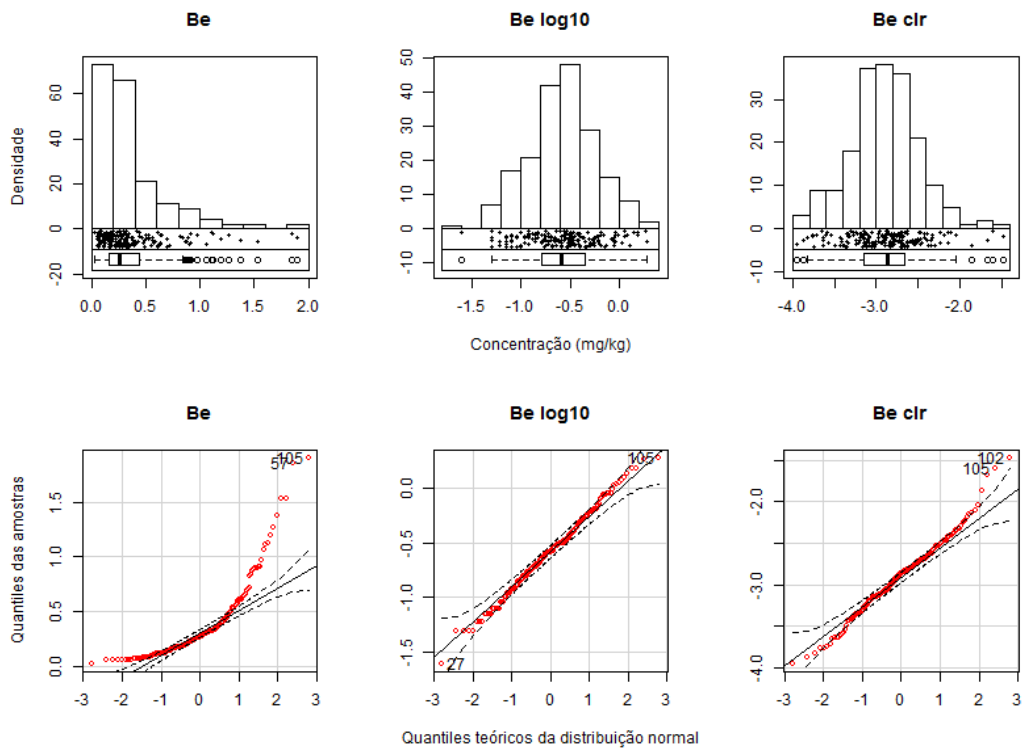 Be
Be log10
Be clr
Densidade
-20 0 20 40 60
0.0 0.5 1.0 1.5 2.0
-10 0 10 20 30 40 50
-1.5 -1.0 -0.5 0.0
-10 0 10 20 30
-4.0 -3.0 -2.0
Concentração (mg/kg)
Be
Be log10
Be clr
Quantiles das amostras
0.0 0.5 1.0 1.5
105
57
-3 -2 -1 0 1 2 3
-1.5 -1.0 -0.5 0.0
105
27
-3 -2 -1 0 1 2 3
-4.0 -3.0 -2.0
102
105
-3 -2 -1 0 1 2 3
Quantiles teóricos da distribuição normal